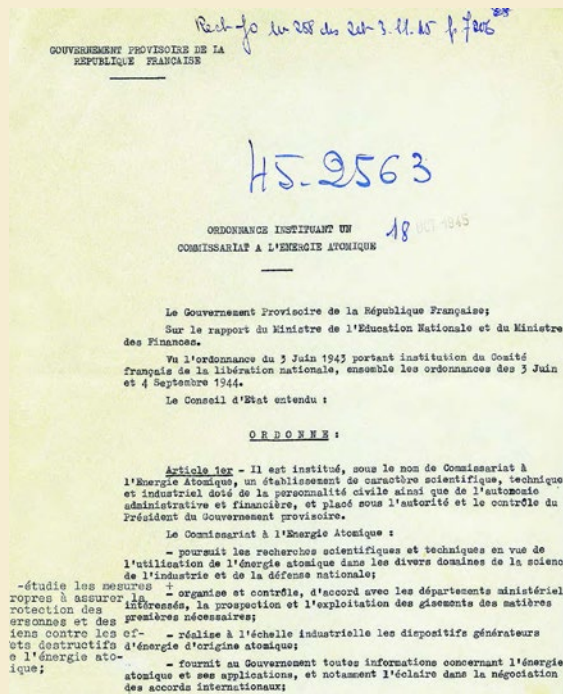 Rect. Jo nº 258 des 2 et 3.11.45 p 7206
GOUVERNEMENT PROVISOIRE DE LA
REPUBLIQUE FRANCAISE
45-2563
ORDONNANCE INSTITUANT UN
COMMISSARIAT A L'ENERGIE ATOMIQUE
18 OCT 1945
Le Gouvernement Provisoire de la République Française;
Sur le rapport du Ministre de l'Education Nationale et du Ministre
des Finances.
Vu l'ordonnance du 3 Juin 1943 portant institution du Comité
français de la libération nationale, ensemble les ordonnances des 3 Juin
et 4 Septembre 1944.
Le Conseil d'Etat entendu :
ORDONNE :
Article 1er - Il est institué, sous le nom de Commissariat à
l'Energie Atomique, un établissement de caractère scientifique, technique
et industriel doté de la personnalité civile ainsi que de l'autonomie
administrative et financière, et placé sous l'autorité et le contrôle du
Président du Gouvernement provisoire.
Le Commissariat à l'Energie Atomique :
- poursuit les recherches scientifiques et techniques en vue de
l'utilisation de l'énergie atomique dans les divers domaines de la scienc
de l'industrie et de la défense nationale;
-étudie les mesures +
ropres à assurer la
rotection des
ersonnes et des
iens contre les ef-
ets destructifs d
e l'énergie ato-
ique;
- organise et contrôle, d'accord avec les départements ministériel
intéressés, la prospection et l'exploitation des gisements des matières
premières nécessaires;
- réalise à l'échelle industrielle les dispositifs générateurs
d'énergie d'origine atomique;
- fournit au Gouvernement toutes informations concernant l'énergie
atomique et ses applications, et notamment l'éclaire dans la négociation
des accords internationaux;